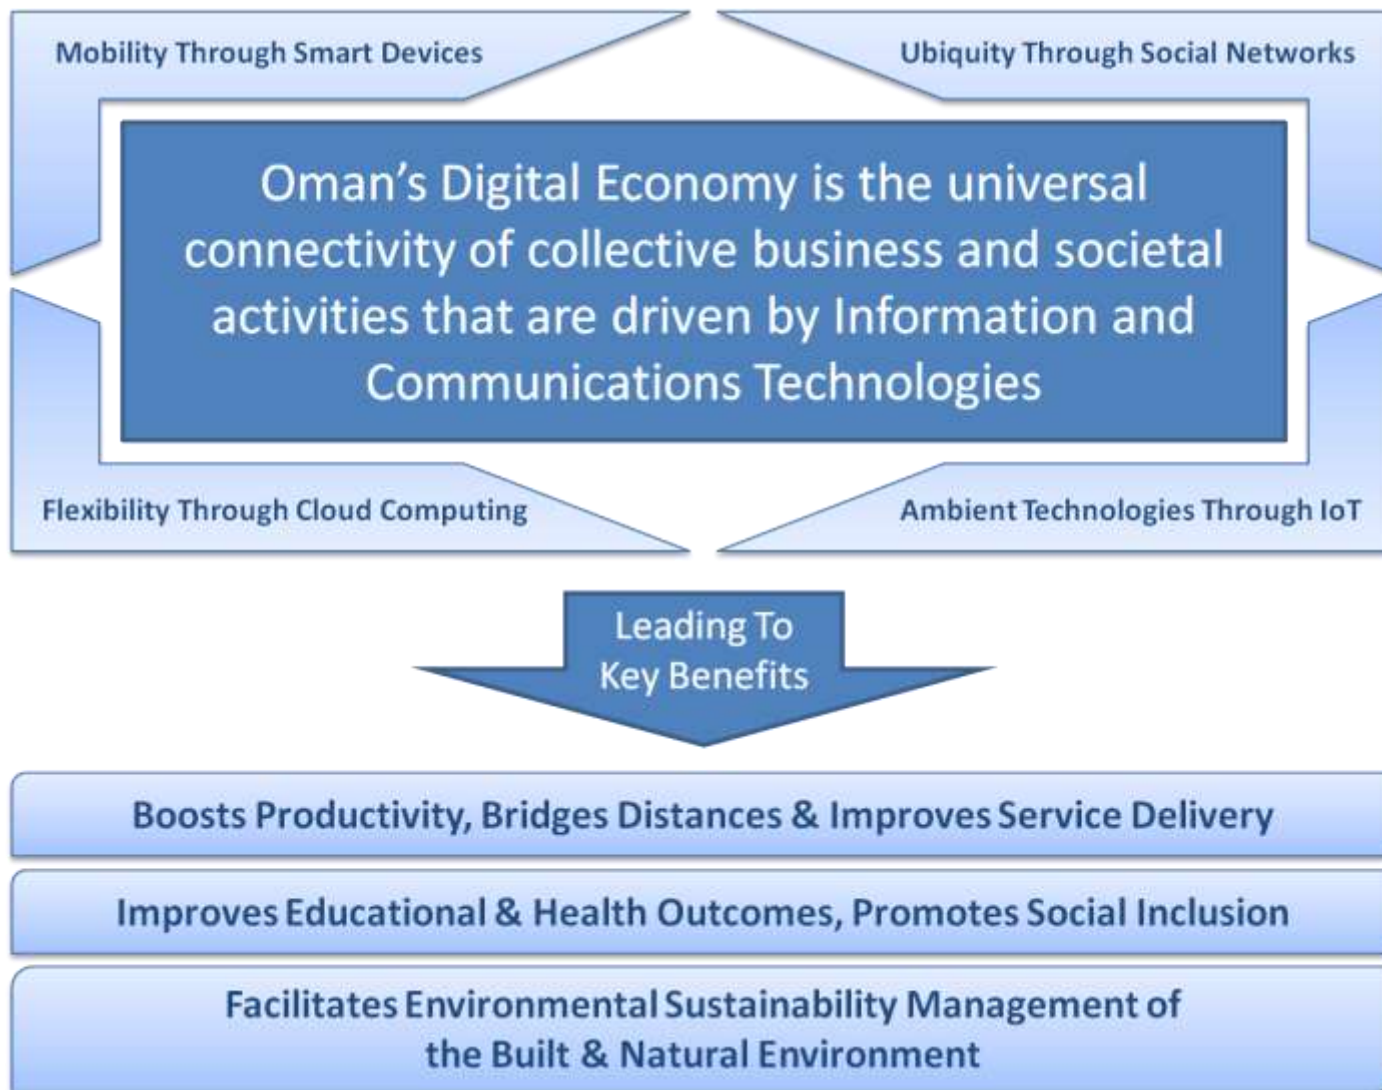 Mobility Through Smart Devices
Ubiquity Through Social Networks
Oman’s Digital Economy is the universal
connectivity of collective business and societal
activities that are driven by Information and
Communications Technologies
Flexibility Through Cloud Computing
Ambient Technologies Through IoT
Leading To
Key Benefits
Boosts Productivity, Bridges Distances & Improves Service Delivery
Improves Educational & Health Outcomes, Promotes Social Inclusion
Facilitates Environmental Sustainability Management of
the Built & Natural Environment